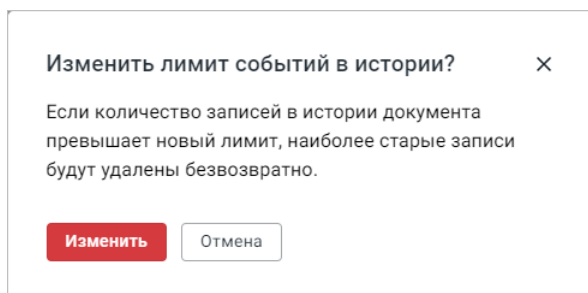 Изменить лимит событий в истории?
Если количество записей в истории документа
превышает новый лимит, наиболее старые записи
будут удалены безвозвратно.
Изменить
Отмена